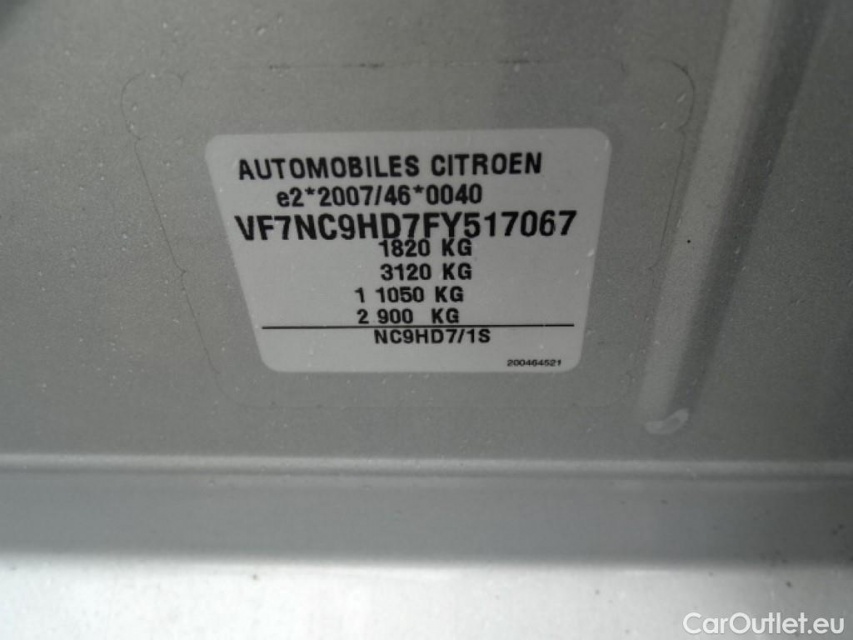 AUTOMOBILES CITROEN
e2*2007/46*0040
VF7NC9HD7FY517067
1820 KG
3120 KG
1 1050 KG
2 900 KG
NC9HD7/1S
200464521
CarOutlet.eu